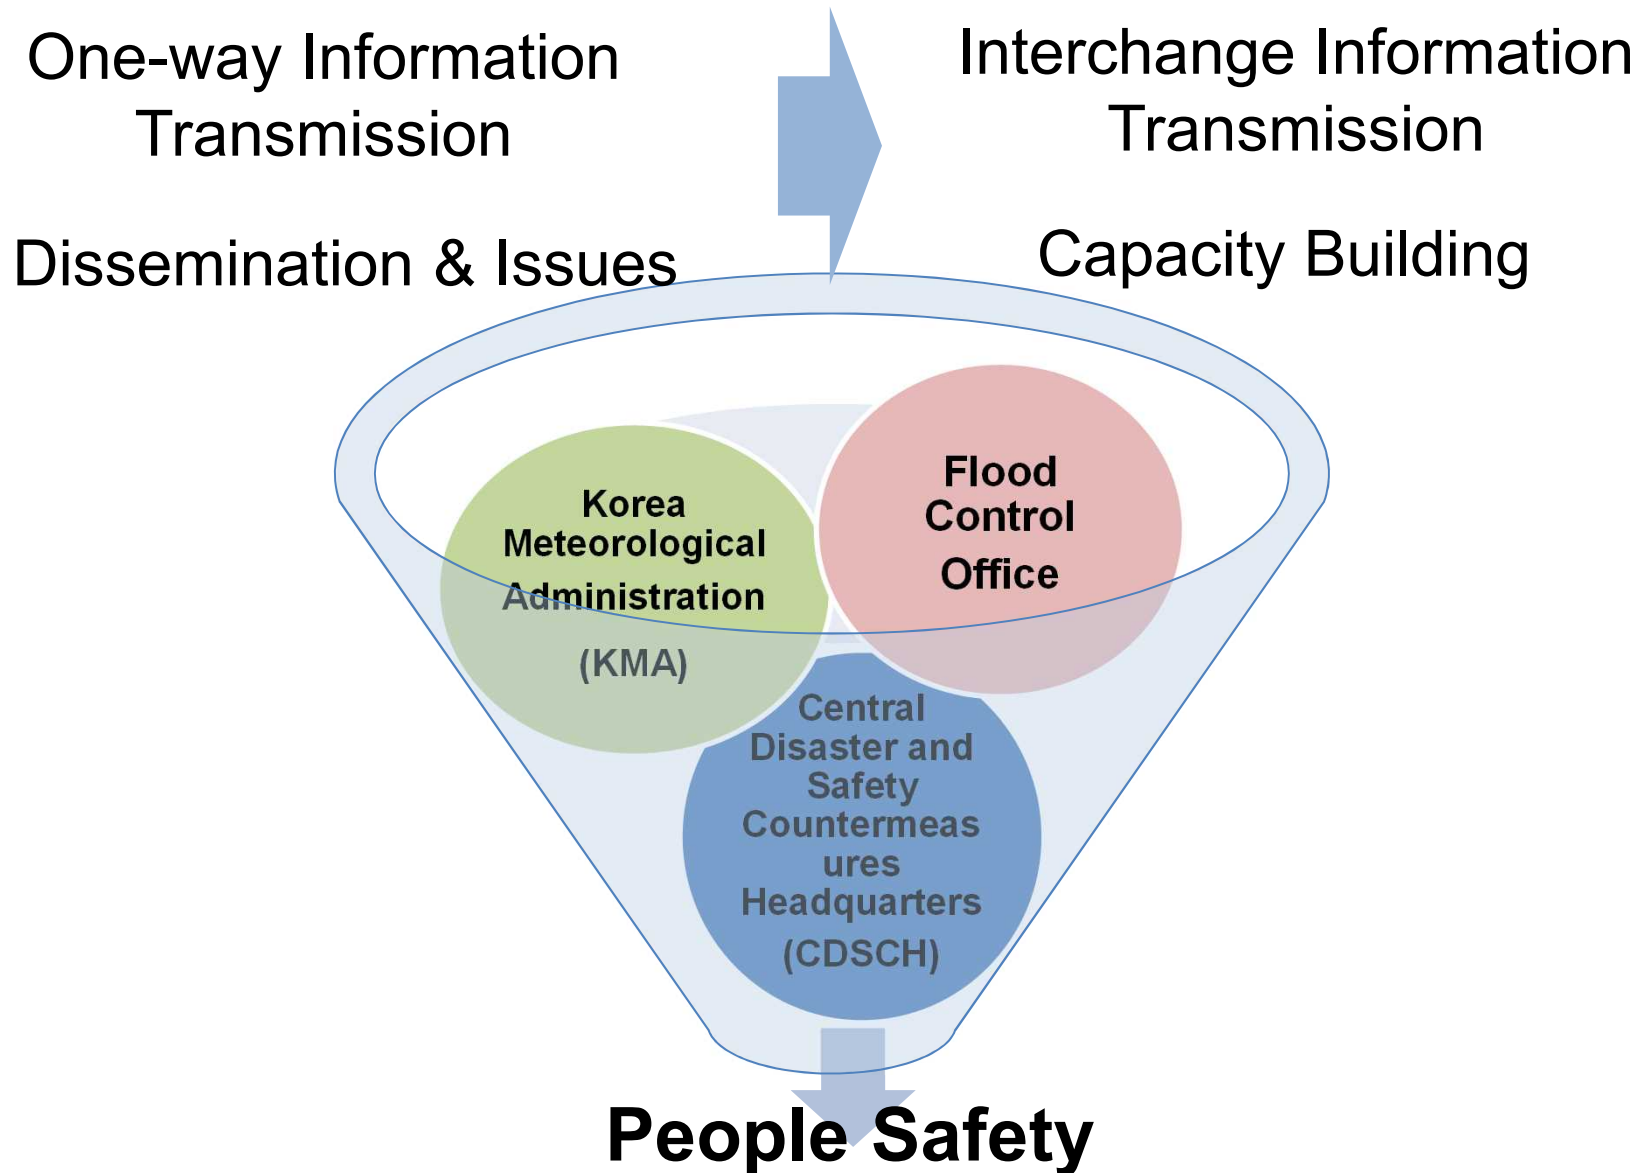 One-way Information
Transmission
Interchange Information
Transmission
Dissemination & Issues
Capacity Building
Korea
Meteorological
Administration
(KMA)
Flood
Control
Office
Central
Disaster and
Safety
Countermeas
ures
Headquarters
(CDSCH)
People Safety